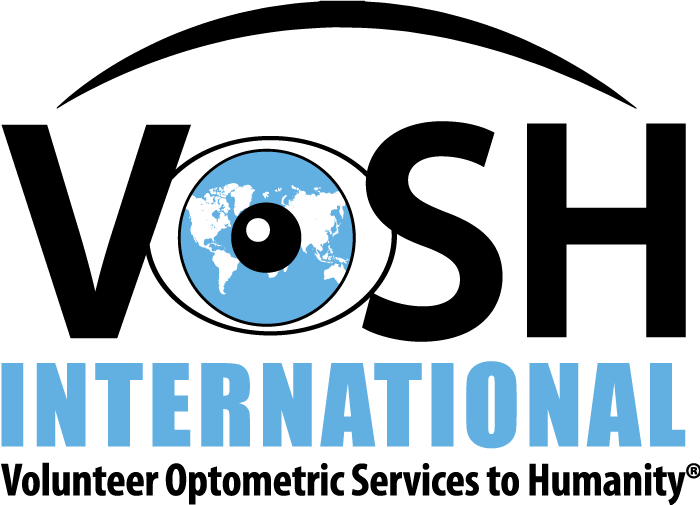 VOSH
INTERNATIONAL
Volunteer Optometric Services to Humanity®